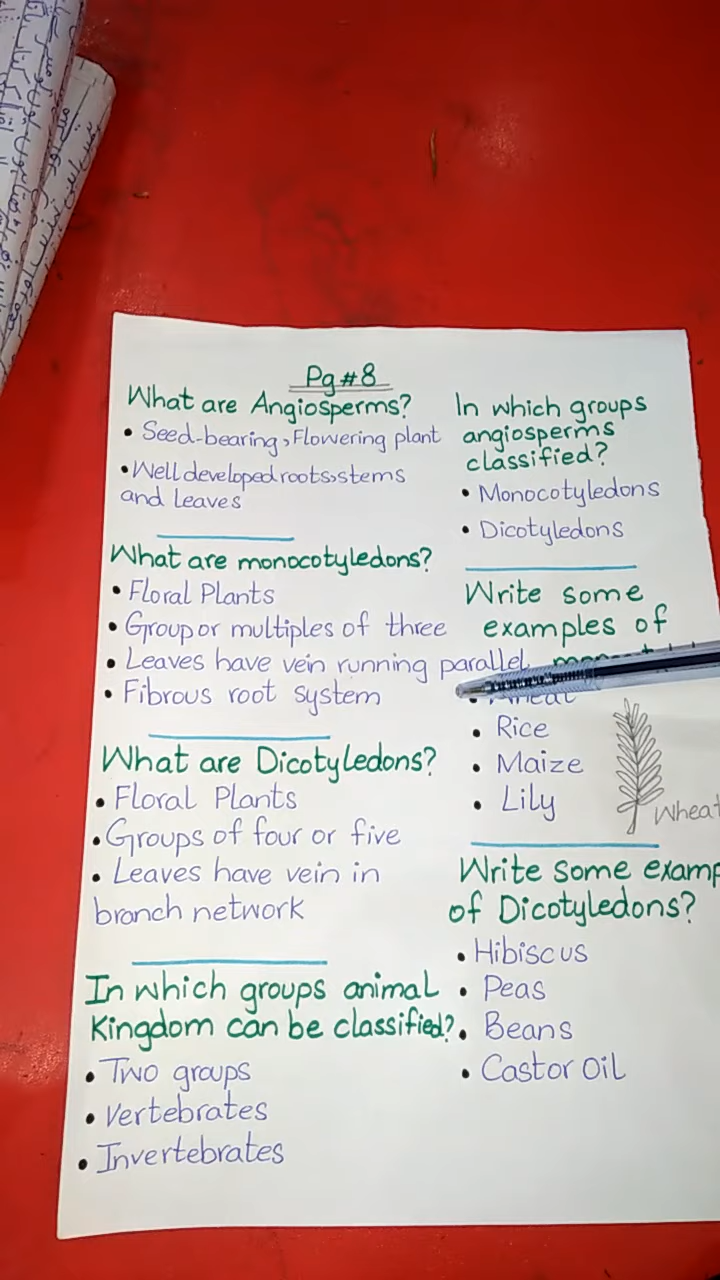 Pg#8
What are Angiosperms?
• Seed-bearing, Flowering plant
• Well developed roots, stems
and leaves
What are monocotyledons?
• Floral Plants
• Group or multiples of three
• Leaves have vein running parallel
• Fibrous root system
What are Dicotyledons?
• Floral Plants
• Groups of four or five
• Leaves have vein in
branch network
In which groups animal
Kingdom can be classified?
• Two groups
• Vertebrates
• Invertebrates
In which groups
angiosperms
classified?
• Monocotyledons
• Dicotyledons
Write some
examples of
• Wheat
• Rice
• Maize
• Lily
Wheat
Write some examp
of Dicotyledons?
• Hibiscus
• Peas
• Beans
• Castor Oil